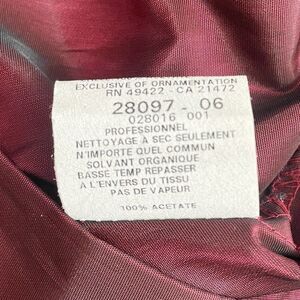 EXCLUSIVE OF ORNAMENTATION
RN 49422 - CA 21472
28097 - 06
028016 001
PROFESSIONNEL
NETTOYAGE A SEC SEULEMENT
N'IMPORTE QUEL COMMUN
SOLVANT ORGANIQUE
BASSE TEMP REPASSER
A L'ENVERS DU TISSU
PAS DE VAPEUR
100% ACETATE